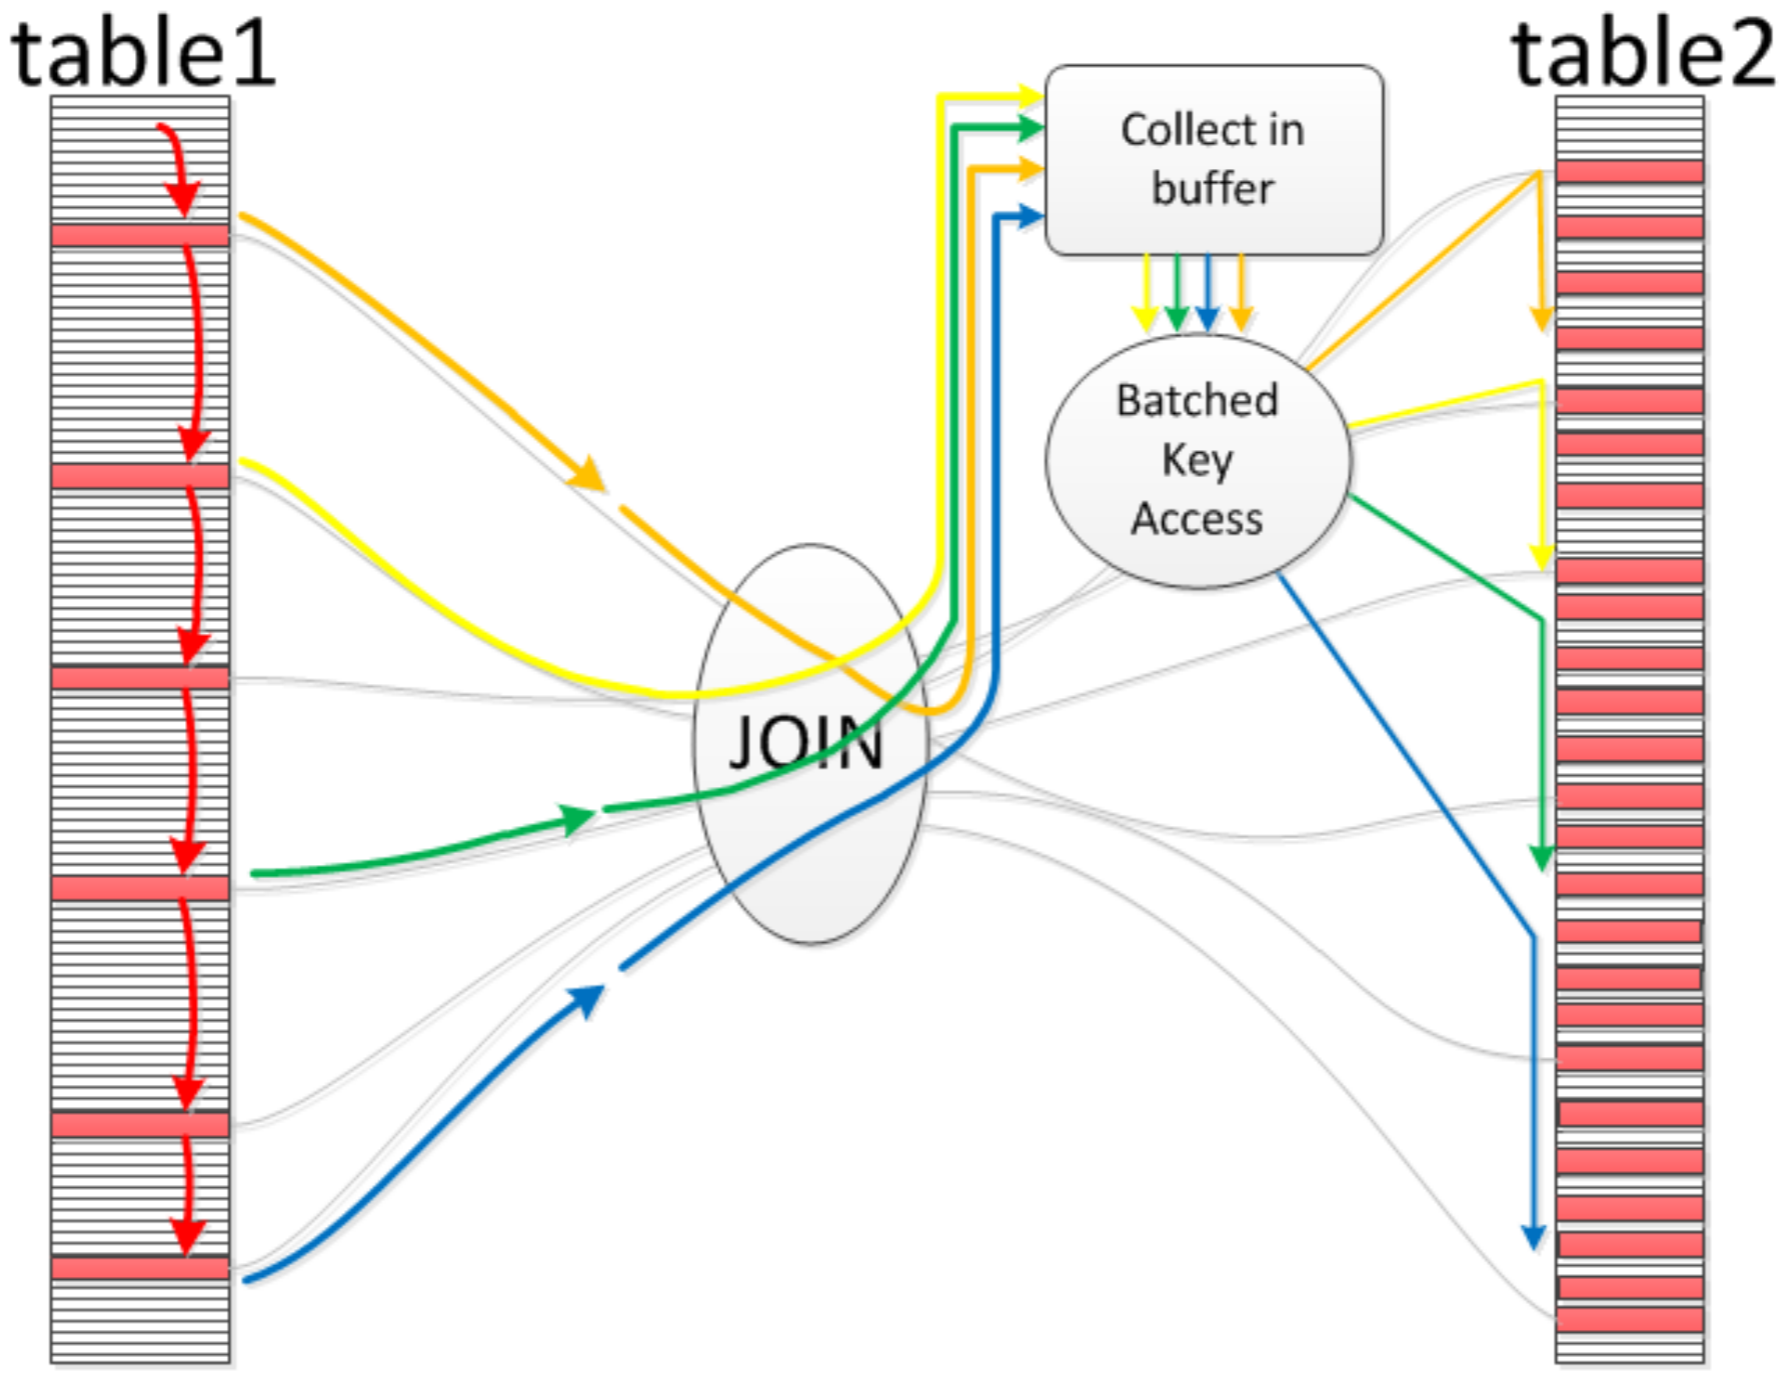 table1
table2
Collect in
buffer
Batched
Key
Access
JOIN